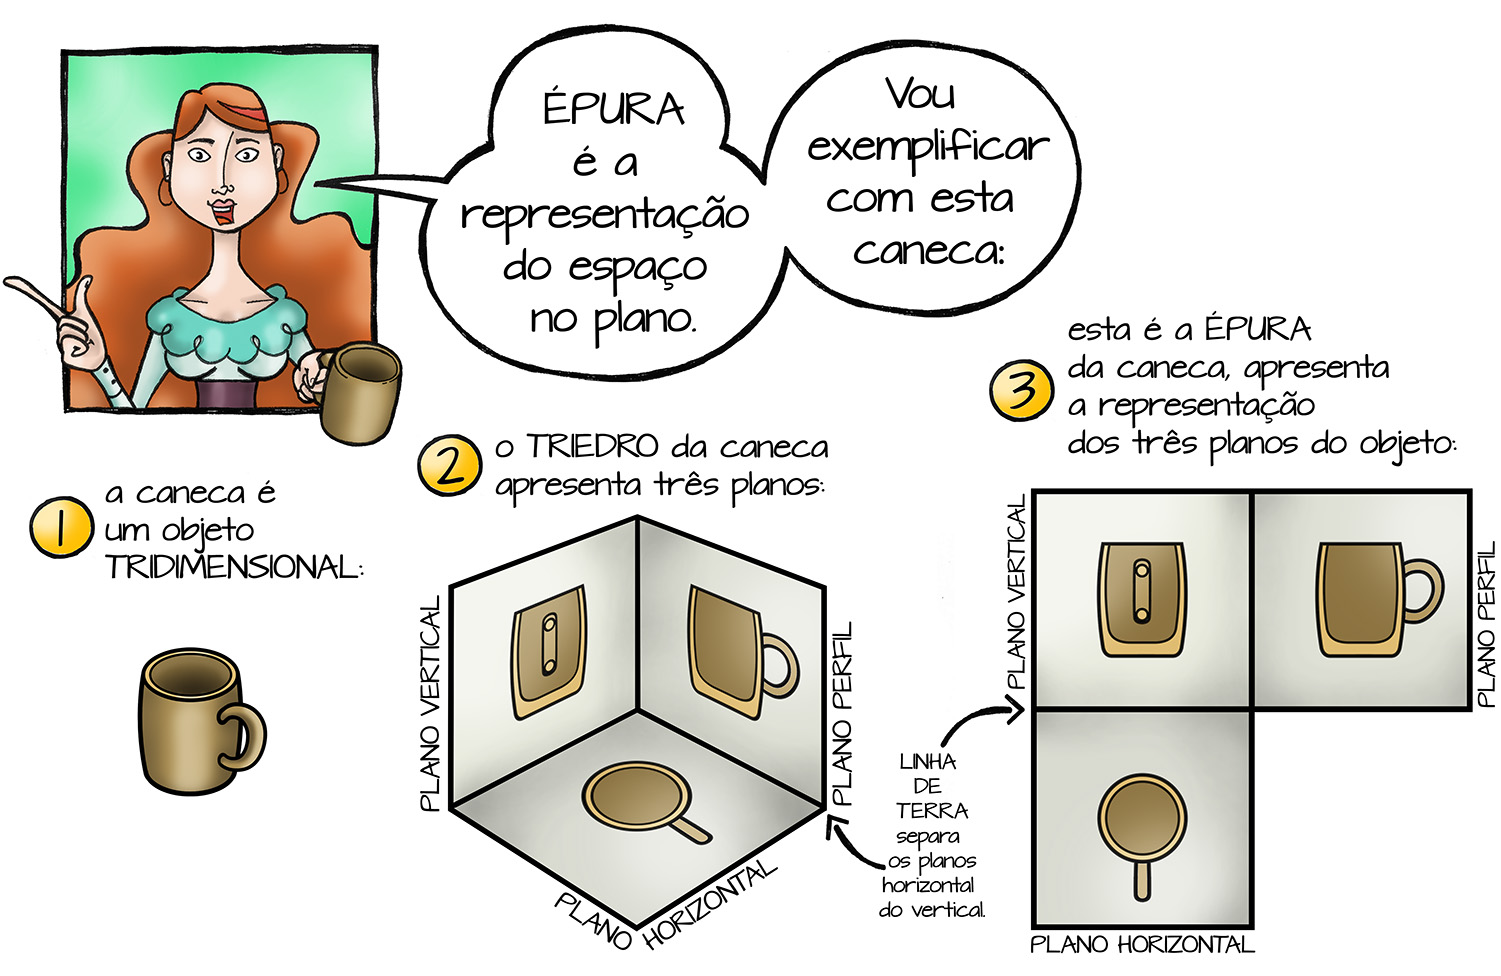 ÉPURA
é a
representação
do espaço
no plano.
Vou
exemplificar
com esta
caneca:
1
a caneca é
um objeto
TRIDIMENSIONAL:
2
o TRIEDRO da caneca
apresenta três planos:
PLANO VERTICAL
PLANO PERFIL
PLANO HORIZONTAL
LINHA
DE
TERRA
separa
os planos
horizontal
do vertical.
3
esta é a ÉPURA
da caneca, apresenta
a representação
dos três planos do objeto:
PLANO VERTICAL
PLANO PERFIL
PLANO HORIZONTAL